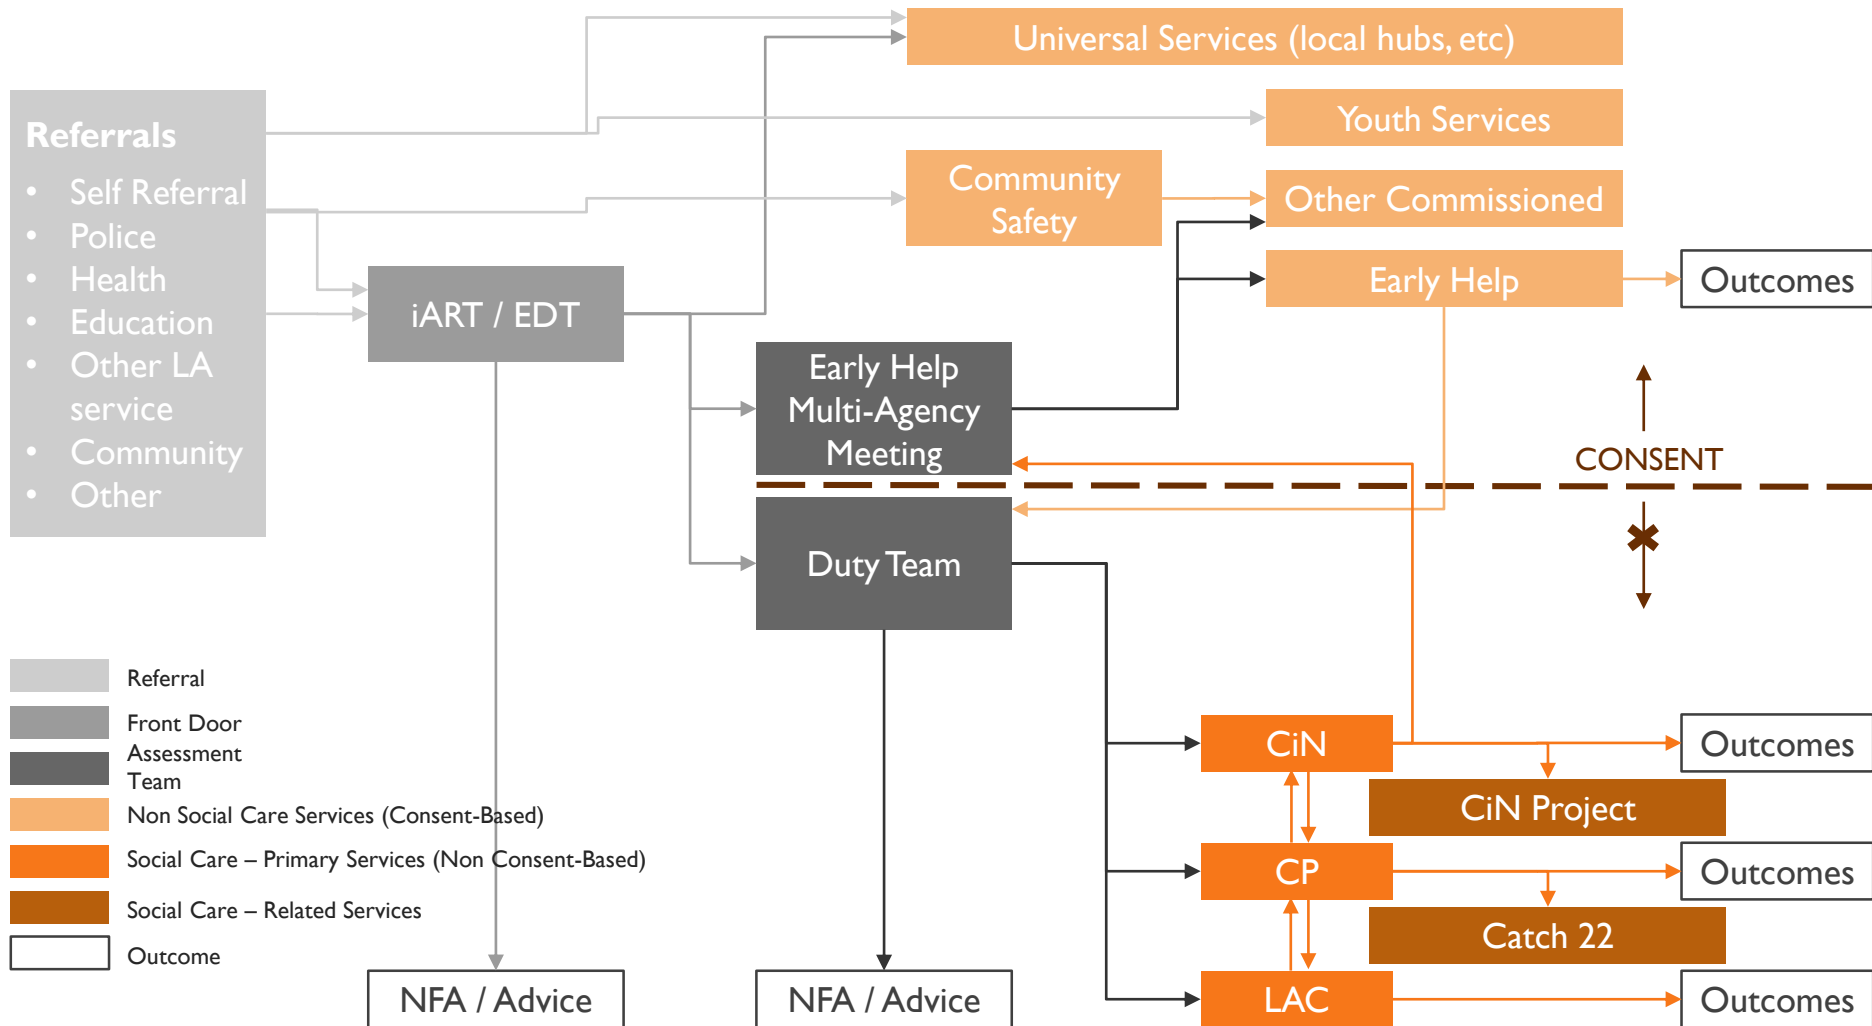 Universal Services (local hubs, etc)
Referrals
• Self Referral
• Police
• Health
• Education
• Other LA
service
• Community
• Other
Youth Services
Community
Safety
Other Commissioned
Early Help
Outcomes
iART / EDT
Early Help
Multi-Agency
Meeting
CONSENT
Duty Team
CiN
Outcomes
CiN Project
CP
Outcomes
Catch 22
LAC
Outcomes
NFA / Advice
NFA / Advice
Referral
Front Door
Assessment
Team
Non Social Care Services (Consent-Based)
Social Care – Primary Services (Non Consent-Based)
Social Care – Related Services
Outcome